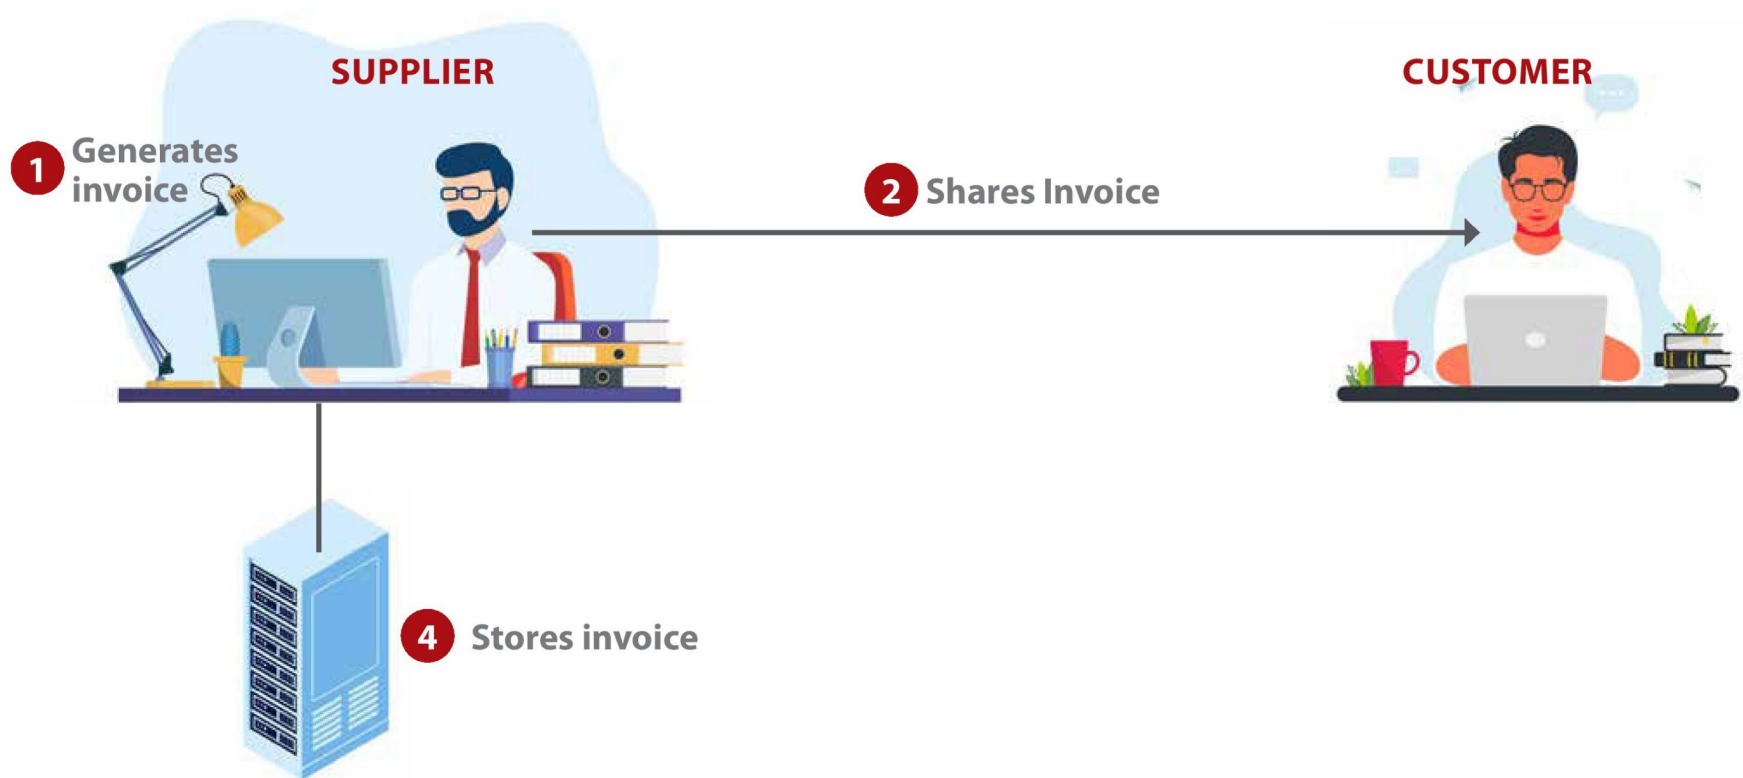 SUPPLIER
CUSTOMER
1 Generates
invoice
2 Shares Invoice
4 Stores invoice